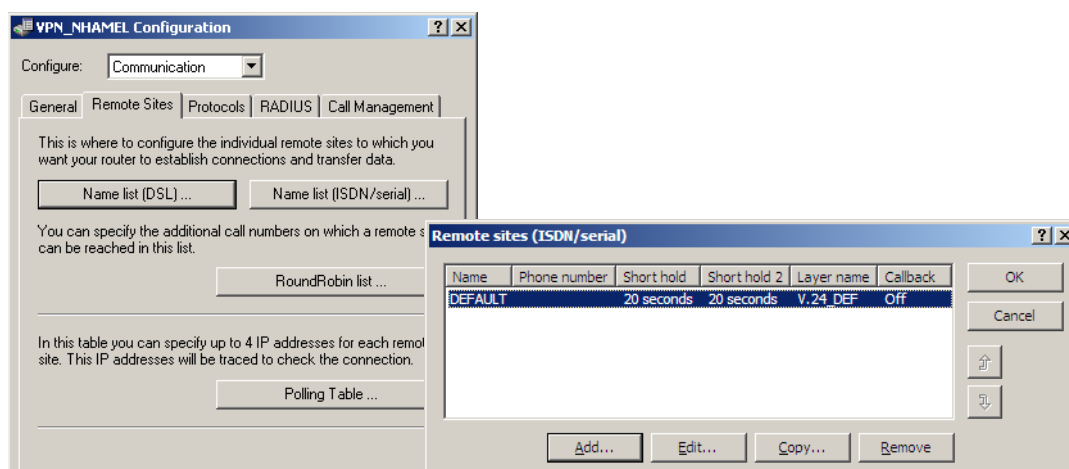 VPN_NHAMEL Configuration
Configure: Communication
General Remote Sites Protocols RADIUS Call Management
This is where to configure the individual remote sites to which you
want your router to establish connections and transfer data.
Name list (DSL) ... Name list (ISDN/serial) ...
You can specify the additional call numbers on which a remote s
can be reached in this list.
RoundRobin list ...
In this table you can specify up to 4 IP addresses for each remo
site. This IP addresses will be traced to check the connection.
Polling Table ...
Remote sites (ISDN/serial)
Name Phone number Short hold Short hold 2 Layer name Callback
DEFAULT 20 seconds 20 seconds V.24_DEF Off
OK
Cancel
Add... Edit... Copy... Remove